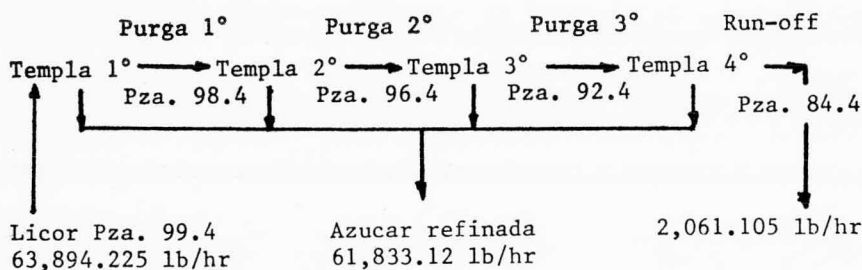 Purga 1° Purga 2° Purga 3° Run-off
Templa 1° Templa 2° Templa 3° Templa 4°
Pza. 98.4 Pza. 96.4 Pza. 92.4 Pza. 84.4
Licor Pza. 99.4 Azucar refinada 2,061.105 lb/hr
63,894.225 lb/hr 61,833.12 lb/hr